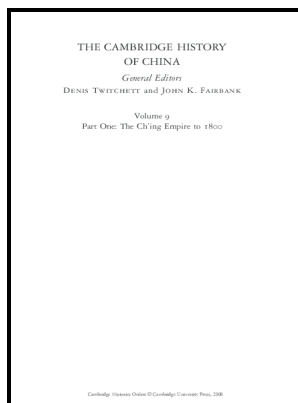 THE CAMBRIDGE HISTORY
OF CHINA
General Editors
DENIS TWITCHETT and JOHN K. FAIRBANK
Volume 9
Part One: The Ch'ing Empire to 1800
Cambridge Histories Online © Cambridge University Press, 2008